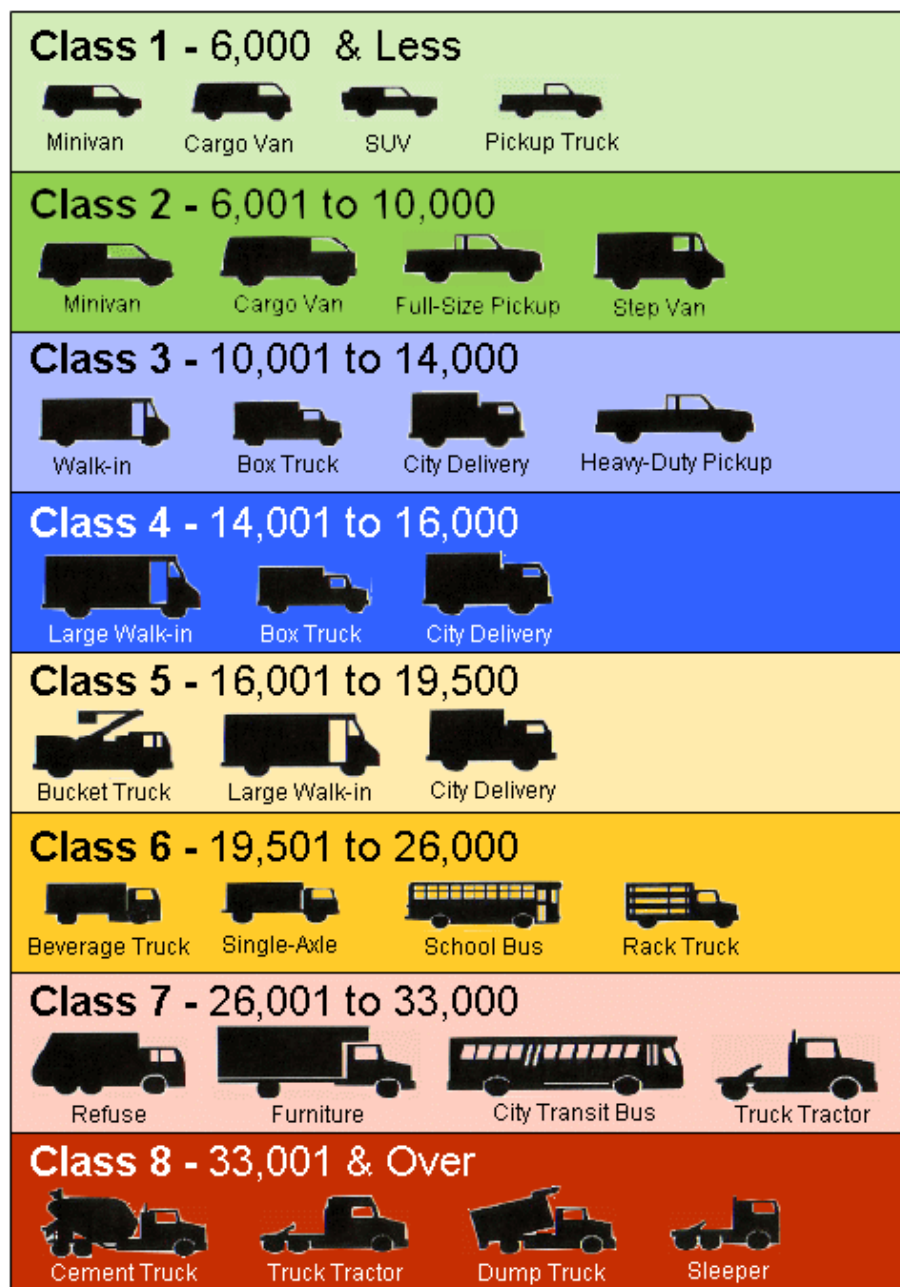 Class 1 - 6,000 & Less
Minivan Cargo Van SUV Pickup Truck
Class 2 - 6,001 to 10,000
Minivan Cargo Van Full-Size Pickup Step Van
Class 3 - 10,001 to 14,000
Walk-in Box Truck City Delivery Heavy-Duty Pickup
Class 4 - 14,001 to 16,000
Large Walk-in Box Truck City Delivery
Class 5 - 16,001 to 19,500
Bucket Truck Large Walk-in City Delivery
Class 6 - 19,501 to 26,000
Beverage Truck Single-Axle School Bus Rack Truck
Class 7 - 26,001 to 33,000
Refuse Furniture City Transit Bus Truck Tractor
Class 8 - 33,001 & Over
Cement Truck Truck Tractor Dump Truck Sleeper